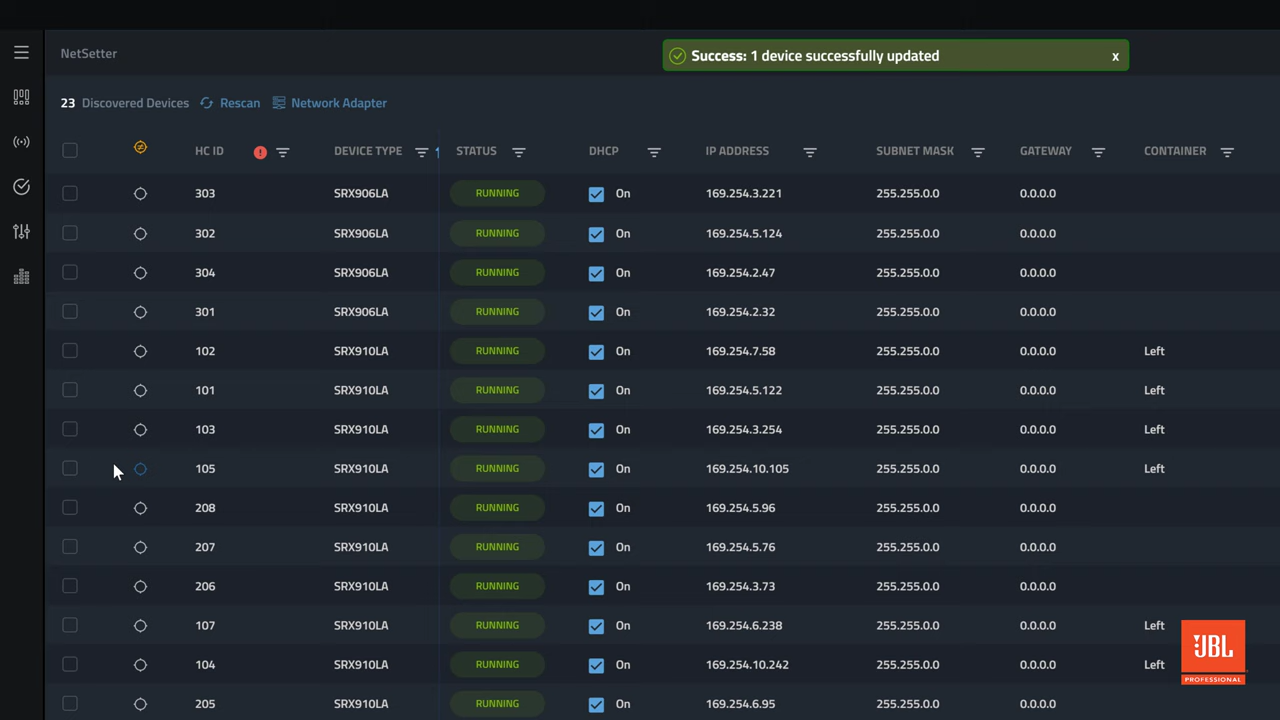 NetSetter
Success: 1 device successfully updated x
23 Discovered Devices Rescan Network Adapter
HC ID DEVICE TYPE STATUS DHCP IP ADDRESS SUBNET MASK GATEWAY CONTAINER
303 SRX906LA RUNNING On 169.254.3.221 255.255.0.0 0.0.0.0
302 SRX906LA RUNNING On 169.254.5.124 255.255.0.0 0.0.0.0
304 SRX906LA RUNNING On 169.254.2.47 255.255.0.0 0.0.0.0
301 SRX906LA RUNNING On 169.254.2.32 255.255.0.0 0.0.0.0
102 SRX910LA RUNNING On 169.254.7.58 255.255.0.0 0.0.0.0 Left
101 SRX910LA RUNNING On 169.254.5.122 255.255.0.0 0.0.0.0 Left
103 SRX910LA RUNNING On 169.254.3.254 255.255.0.0 0.0.0.0 Left
105 SRX910LA RUNNING On 169.254.10.105 255.255.0.0 0.0.0.0 Left
208 SRX910LA RUNNING On 169.254.5.96 255.255.0.0 0.0.0.0
207 SRX910LA RUNNING On 169.254.5.76 255.255.0.0 0.0.0.0
206 SRX910LA RUNNING On 169.254.3.73 255.255.0.0 0.0.0.0
107 SRX910LA RUNNING On 169.254.6.238 255.255.0.0 0.0.0.0 Left
104 SRX910LA RUNNING On 169.254.10.242 255.255.0.0 0.0.0.0 Left
205 SRX910LA RUNNING On 169.254.6.95 255.255.0.0 0.0.0.0
JBL
PROFESSIONAL